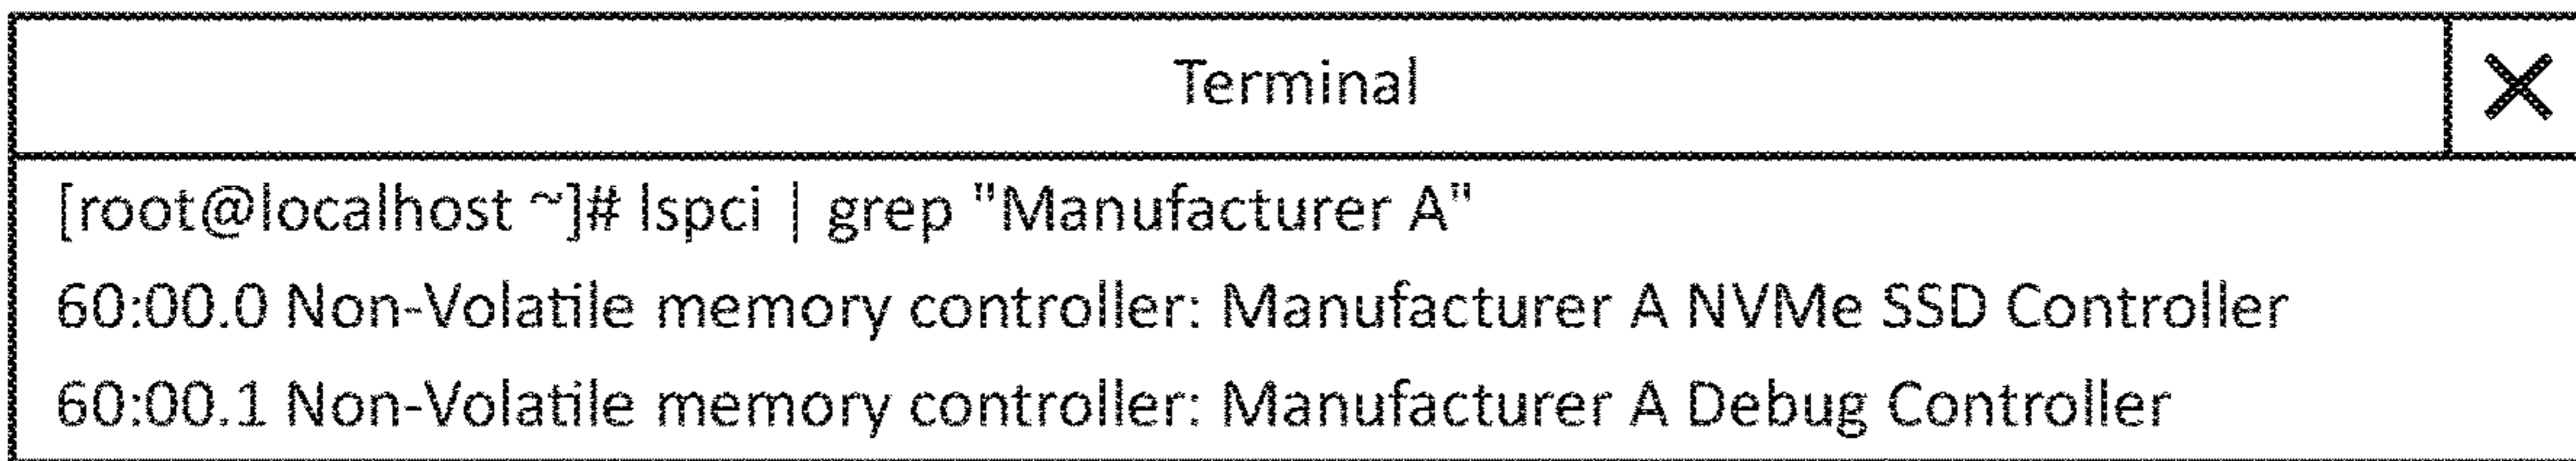 Terminal
[root@localhost ~]# lspci | grep "Manufacturer A"
60:00.0 Non-Volatile memory controller: Manufacturer A NVMe SSD Controller
60:00.1 Non-Volatile memory controller: Manufacturer A Debug Controller